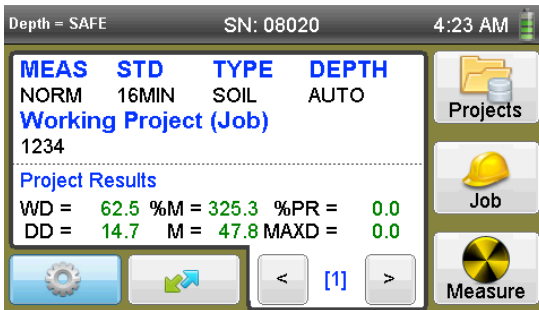 Depth = SAFE SN: 08020 4:23 AM
MEAS STD TYPE DEPTH
NORM 16MIN SOIL AUTO
Working Project (Job)
1234
Project Results
WD = 62.5 %M = 325.3 %PR = 0.0
DD = 14.7 M = 47.8 MAXD = 0.0
< [1] >
Projects
Job
Measure